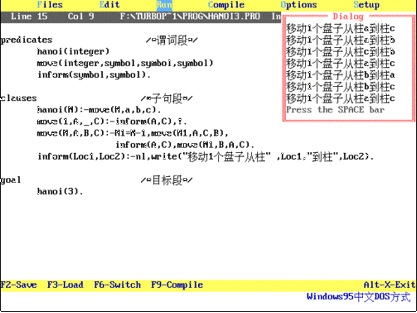 Files Edit Run Compile Options Setup
Line 15 Col 9 F:\TURBOP~1\PROG\HANOI3.PRO In
Dialog
移动1个盘子从柱a到柱c
移动1个盘子从柱a到柱b
移动1个盘子从柱c到柱b
移动1个盘子从柱a到柱c
移动1个盘子从柱b到柱a
移动1个盘子从柱b到柱c
移动1个盘子从柱a到柱c
Press the SPACE bar
predicates /*谓词段*/
hanoi(integer)
move(integer,symbol,symbol,symbol)
inform(symbol,symbol).
clauses /*子句段*/
hanoi(N):-move(N,a,b,c).
move(1,A,_,C):-inform(A,C),!.
move(N,A,B,C):-N1=N-1,move(N1,A,C,B),
inform(A,C),move(N1,B,A,C).
inform(Loc1,Loc2):-nl,write("移动1个盘子从柱" ,Loc1,"到柱",Loc2).
goal /*目标段*/
hanoi(3).
F2-Save F3-Load F6-Switch F9-Compile Alt-X-Exit
Windows95中文DOS方式